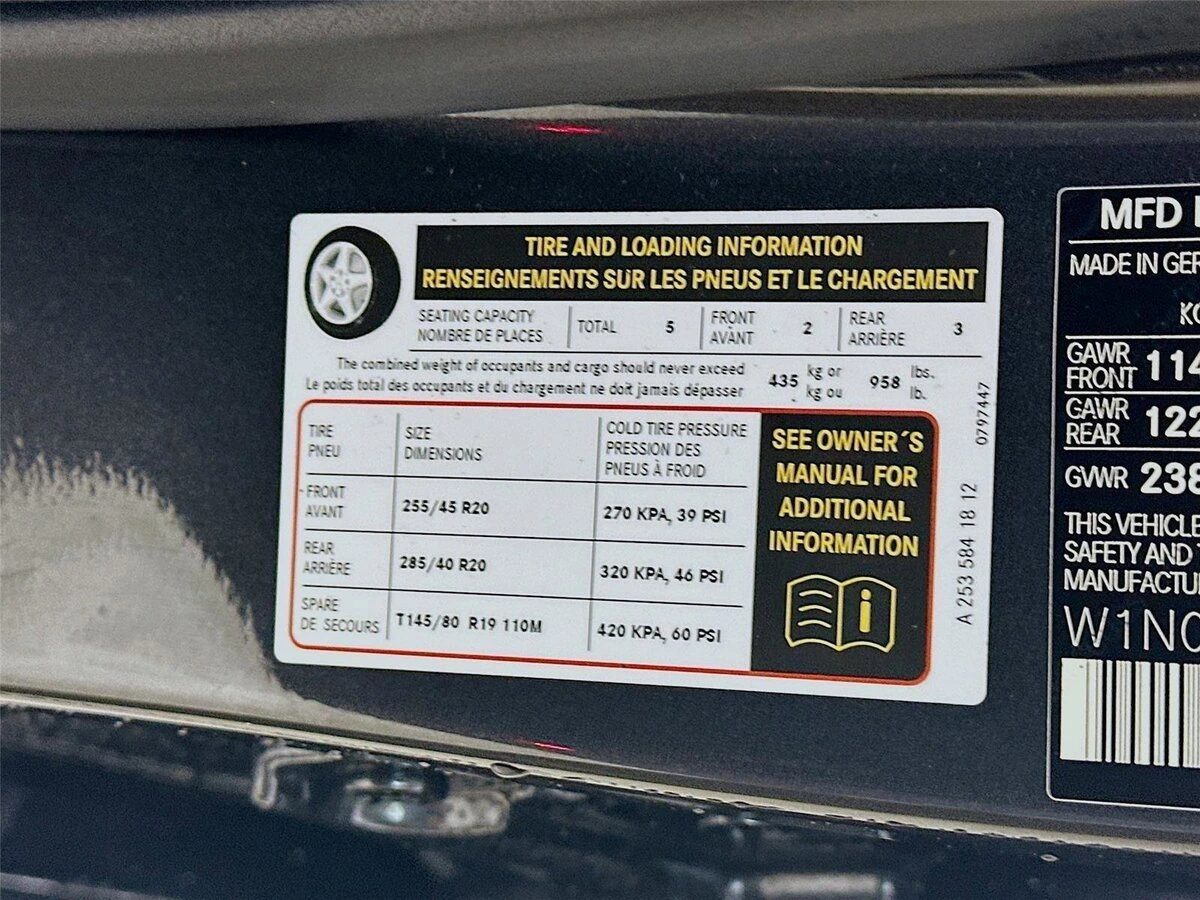 TIRE AND LOADING INFORMATION
RENSEIGNEMENTS SUR LES PNEUS ET LE CHARGEMENT
SEATING CAPACITY
NOMBRE DE PLACES
TOTAL 5
FRONT
AVANT
2
REAR
ARRIÈRE
3
The combined weight of occupants and cargo should never exceed
Le poids total des occupants et du chargement ne doit jamais dépasser
435
kg or
kg ou
958
lbs.
lb.
TIRE
PNEU
SIZE
DIMENSIONS
COLD TIRE PRESSURE
PRESSION DES
PNEUS À FROID
FRONT
AVANT
255/45 R20
270 KPA, 39 PSI
REAR
ARRIÈRE
285/40 R20
320 KPA, 46 PSI
SPARE
DE SECOURS
T145/80 R19 110M
420 KPA, 60 PSI
SEE OWNER´S
MANUAL FOR
ADDITIONAL
INFORMATION
i
0797447
A 253 584 18 12
MFD
MADE IN GER
GAWR
FRONT
114
GAWR
REAR
122
GVWR 238
THIS VEHICLE
SAFETY AND
MANUFACTU
W1N